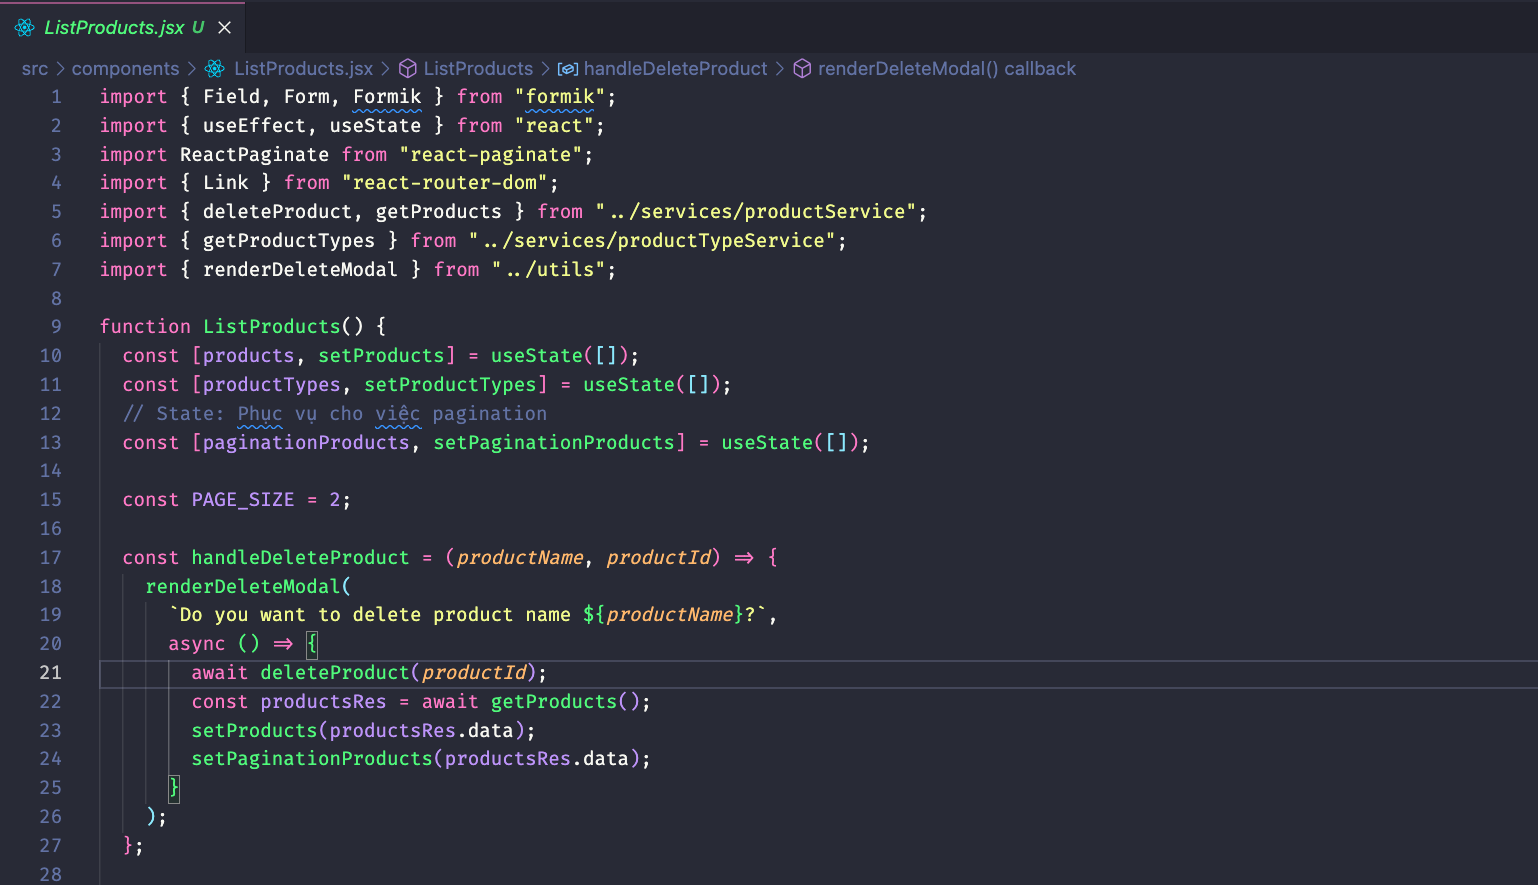 ListProducts.jsx U ×
src > components > ListProducts.jsx > ListProducts > handleDeleteProduct > renderDeleteModal() callback
1 import { Field, Form, Formik } from "formik";
2 import { useEffect, useState } from "react";
3 import ReactPaginate from "react-paginate";
4 import { Link } from "react-router-dom";
5 import { deleteProduct, getProducts } from "../services/productService";
6 import { getProductTypes } from "../services/productTypeService";
7 import { renderDeleteModal } from "../utils";
8
9 function ListProducts() {
10   const [products, setProducts] = useState([]);
11   const [productTypes, setProductTypes] = useState([]);
12   // State: Phục vụ cho việc pagination
13   const [paginationProducts, setPaginationProducts] = useState([]);
14
15   const PAGE_SIZE = 2;
16
17   const handleDeleteProduct = (productName, productId) => {
18     renderDeleteModal(
19       `Do you want to delete product name ${productName}?`,
20       async () => {
21         await deleteProduct(productId);
22         const productsRes = await getProducts();
23         setProducts(productsRes.data);
24         setPaginationProducts(productsRes.data);
25       }
26     );
27   };
28